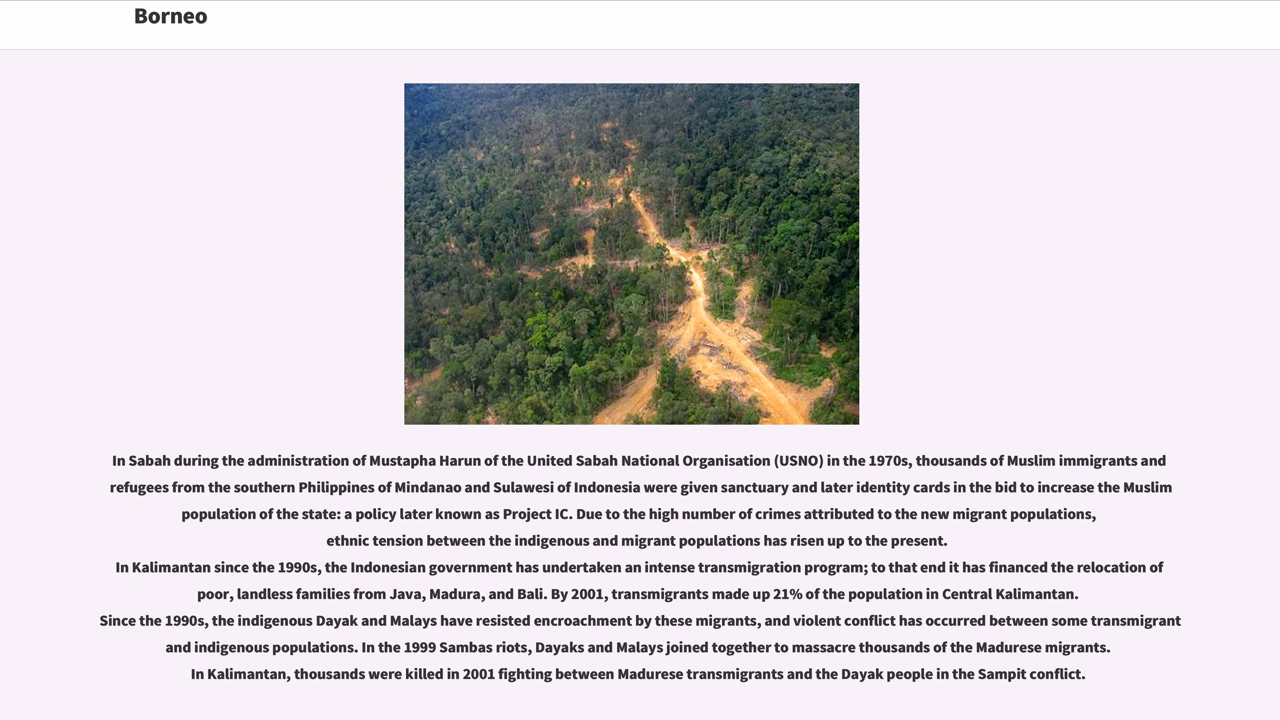 Borneo
In Sabah during the administration of Mustapha Harun of the United Sabah National Organisation (USNO) in the 1970s, thousands of Muslim immigrants and
refugees from the southern Philippines of Mindanao and Sulawesi of Indonesia were given sanctuary and later identity cards in the bid to increase the Muslim
population of the state: a policy later known as Project IC. Due to the high number of crimes attributed to the new migrant populations,
ethnic tension between the indigenous and migrant populations has risen up to the present.
In Kalimantan since the 1990s, the Indonesian government has undertaken an intense transmigration program; to that end it has financed the relocation of
poor, landless families from Java, Madura, and Bali. By 2001, transmigrants made up 21% of the population in Central Kalimantan.
Since the 1990s, the indigenous Dayak and Malays have resisted encroachment by these migrants, and violent conflict has occurred between some transmigrant
and indigenous populations. In the 1999 Sambas riots, Dayaks and Malays joined together to massacre thousands of the Madurese migrants.
In Kalimantan, thousands were killed in 2001 fighting between Madurese transmigrants and the Dayak people in the Sampit conflict.